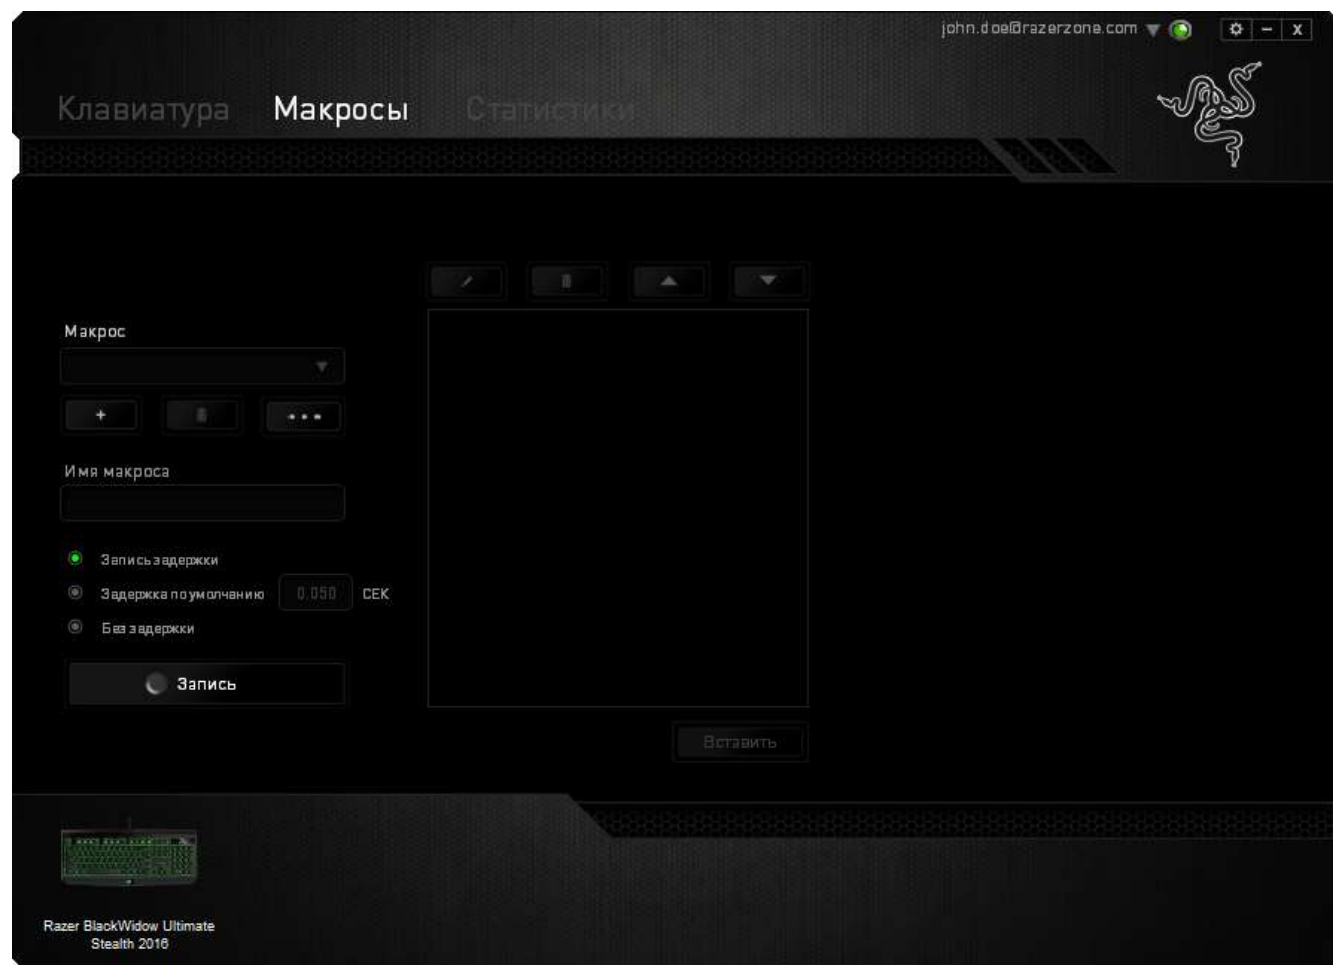 john.doe@razerzone.com
Клавиатура Макросы Статистики
Макрос
Имя макроса
Запись задержки
Задержка по умолчанию 0.050 СЕК
Без задержки
Запись
Вставить
Razer BlackWidow Ultimate
Stealth 2016